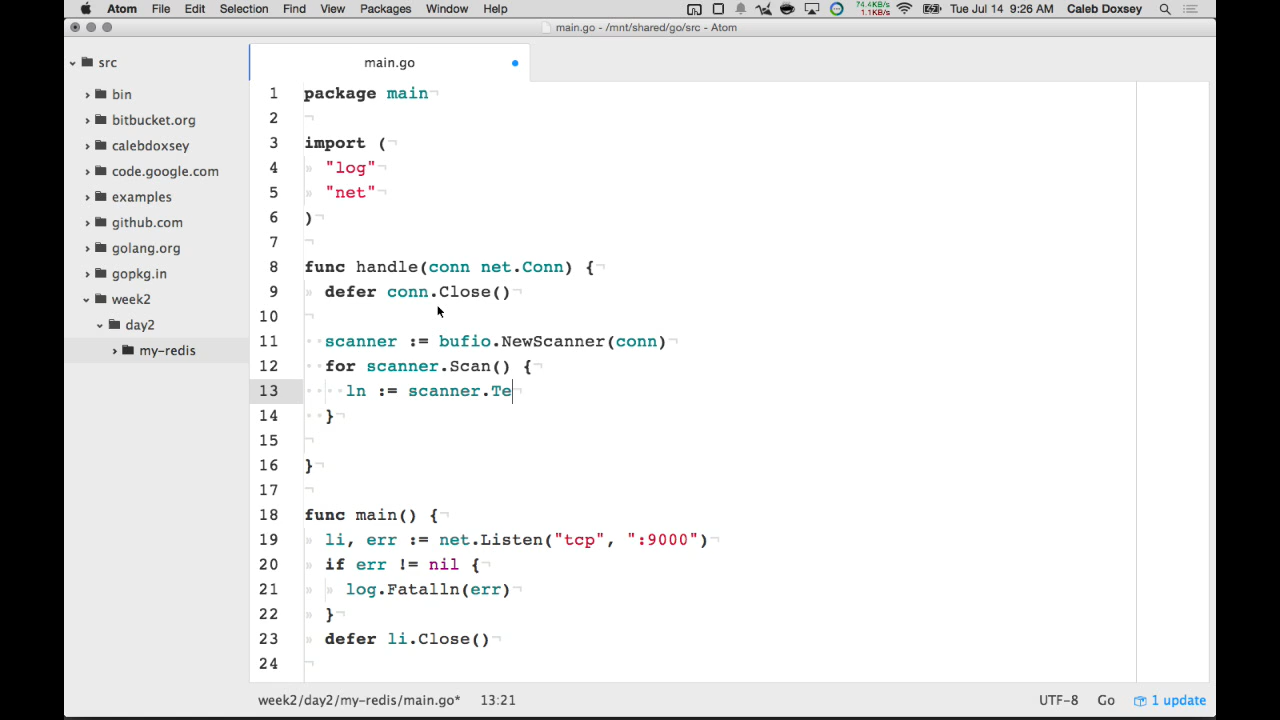 Atom File Edit Selection Find View Packages Window Help 74.4KB/s 1.1KB/s Tue Jul 14 9:26 AM Caleb Doxsey
main.go - /mnt/shared/go/src - Atom
src
bin
bitbucket.org
calebdoxsey
code.google.com
examples
github.com
golang.org
gopkg.in
week2
day2
my-redis
main.go
1 package main
2
3 import (
4 "log"
5 "net"
6 )
7
8 func handle(conn net.Conn) {
9 defer conn.Close()
10
11 scanner := bufio.NewScanner(conn)
12 for scanner.Scan() {
13 ln := scanner.Te
14 }
15
16 }
17
18 func main() {
19 li, err := net.Listen("tcp", ":9000")
20 if err != nil {
21 log.Fatalln(err)
22 }
23 defer li.Close()
24
week2/day2/my-redis/main.go* 13:21 UTF-8 Go 1 update